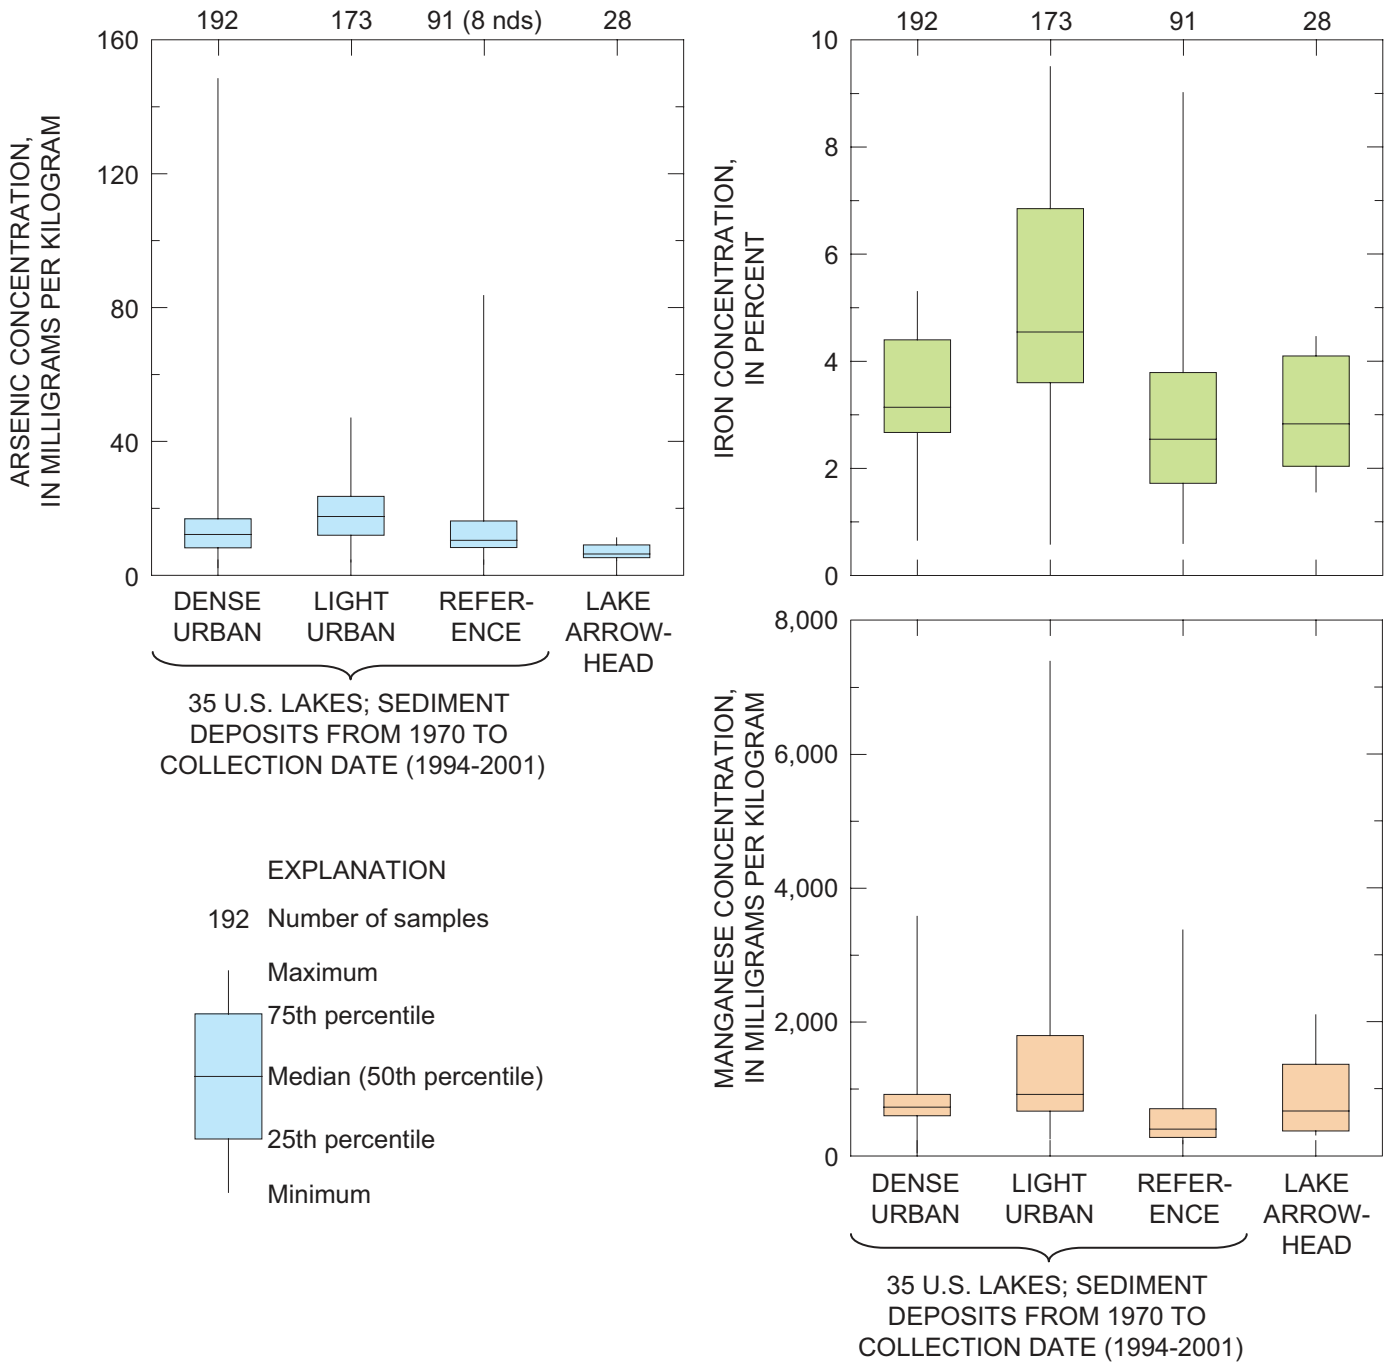 192 173 91 (8 nds) 28
160
120
80
40
0
ARSENIC CONCENTRATION,
IN MILLIGRAMS PER KILOGRAM
DENSE URBAN
LIGHT URBAN
REFER-
ENCE
LAKE
ARROW-
HEAD
35 U.S. LAKES; SEDIMENT
DEPOSITS FROM 1970 TO
COLLECTION DATE (1994-2001)
EXPLANATION
192 Number of samples
Maximum
75th percentile
Median (50th percentile)
25th percentile
Minimum
192 173 91 28
10
8
6
4
2
0
IRON CONCENTRATION,
IN PERCENT
8,000
6,000
4,000
2,000
0
MANGANESE CONCENTRATION,
IN MILLIGRAMS PER KILOGRAM
DENSE
URBAN
LIGHT
URBAN
REFER-
ENCE
LAKE
ARROW-
HEAD
35 U.S. LAKES; SEDIMENT
DEPOSITS FROM 1970 TO
COLLECTION DATE (1994-2001)